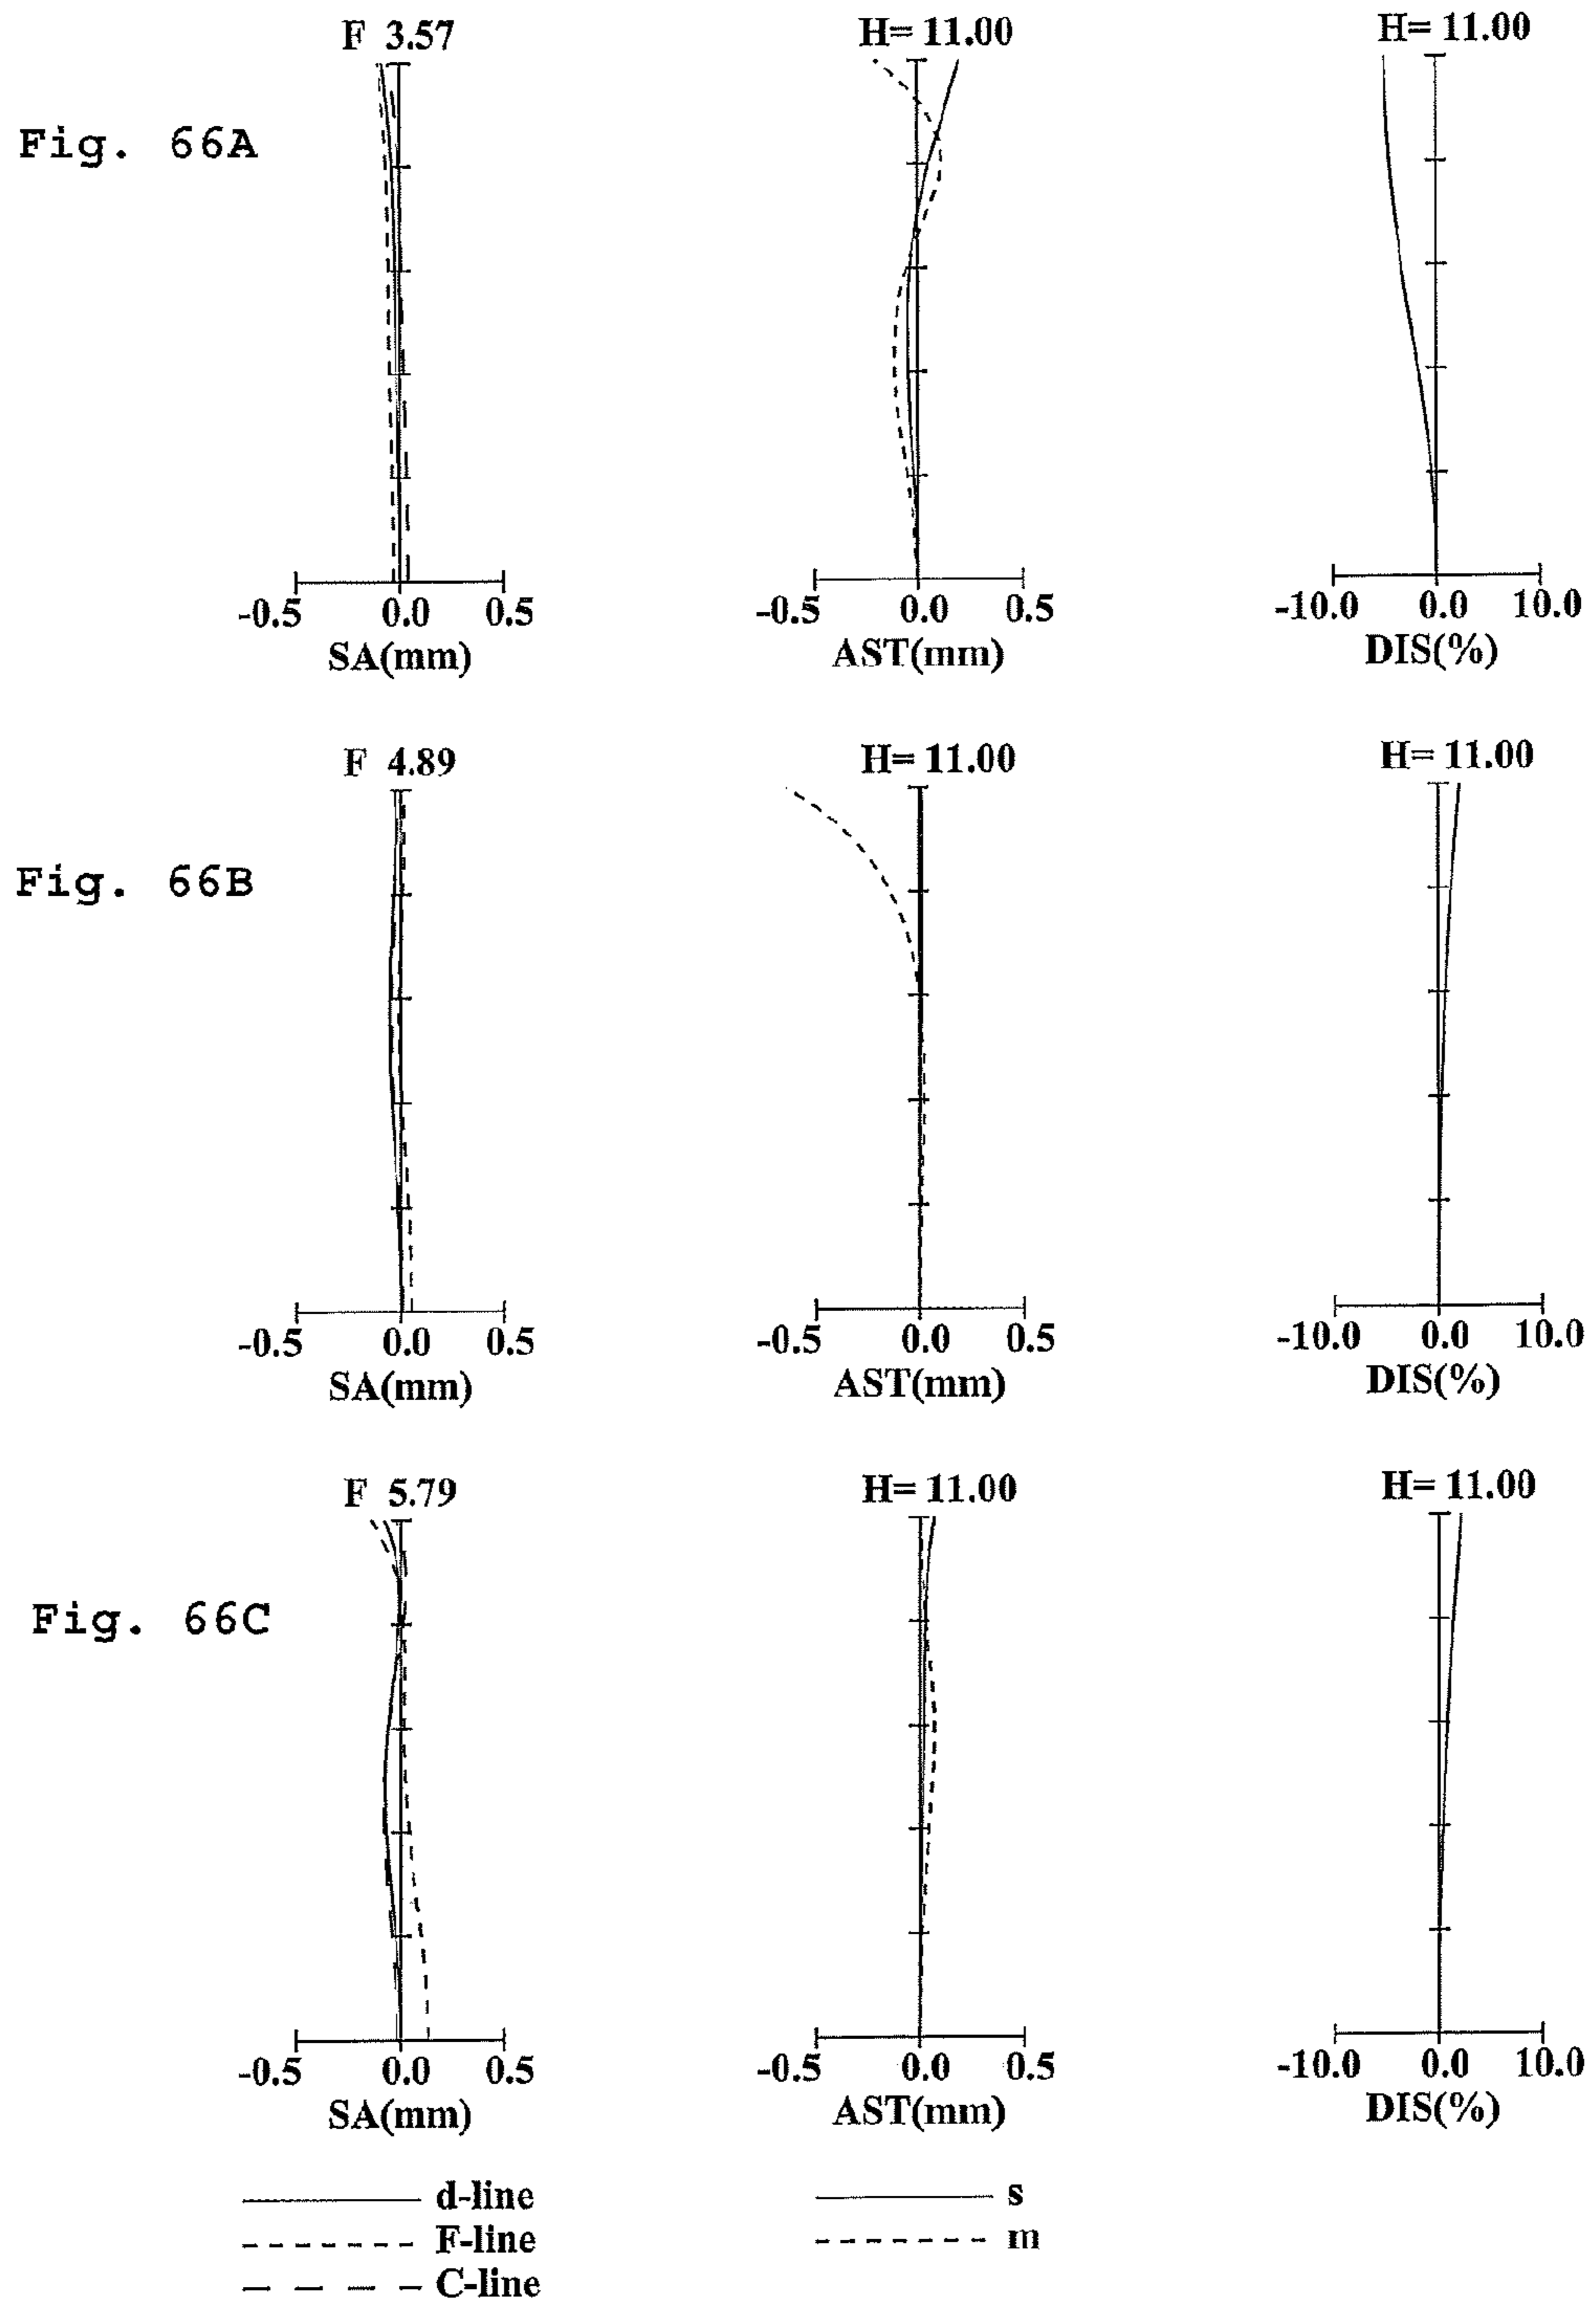 F 3.57
H= 11.00
H= 11.00
Fig. 66A
-0.5 0.0 0.5
SA(mm)
-0.5 0.0 0.5
AST(mm)
-10.0 0.0 10.0
DIS(%)
F 4.89
H= 11.00
H= 11.00
Fig. 66B
-0.5 0.0 0.5
SA(mm)
-0.5 0.0 0.5
AST(mm)
-10.0 0.0 10.0
DIS(%)
F 5.79
H= 11.00
H= 11.00
Fig. 66C
-0.5 0.0 0.5
SA(mm)
-0.5 0.0 0.5
AST(mm)
-10.0 0.0 10.0
DIS(%)
d-line
F-line
C-line
s
m